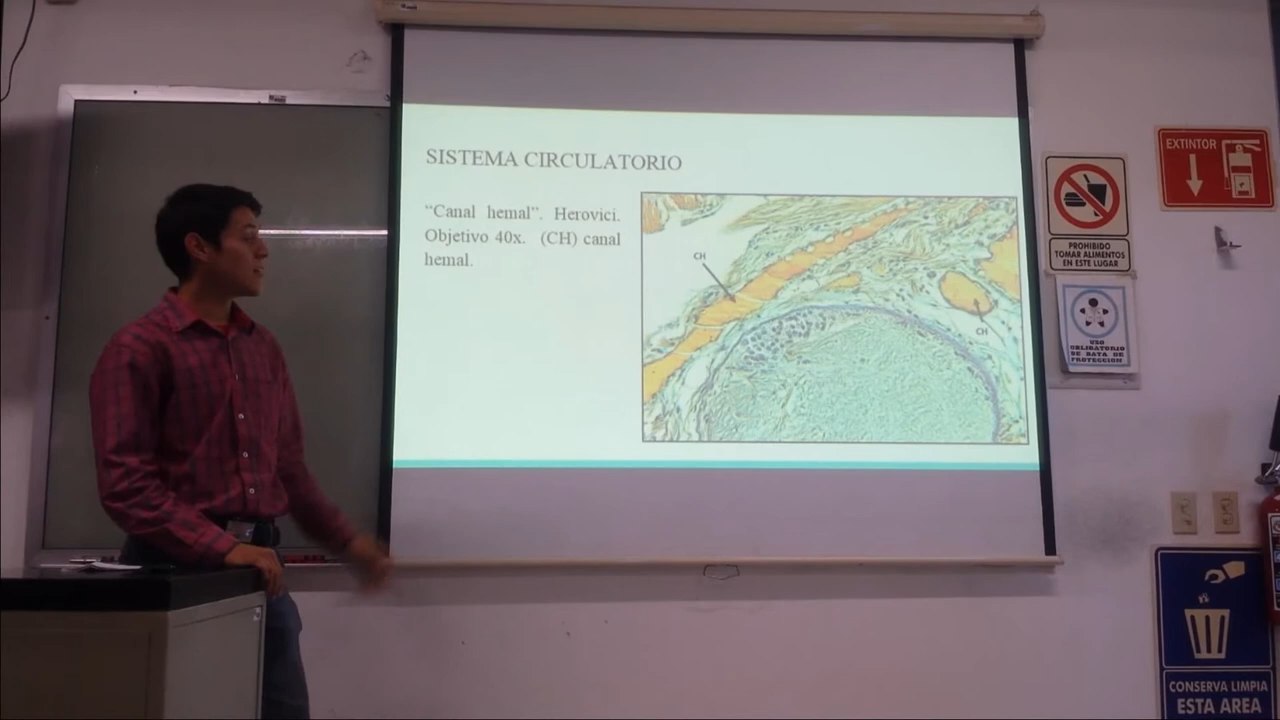 SISTEMA CIRCULATORIO
“Canal hemal“. Herovici.
Objetivo 40x. (CH) canal
hemal.
CH
CH
EXTINTOR
PROHIBIDO
TOMAR ALIMENTOS
EN ESTE LUGAR
USO
OBLIGATORIO
DE BATA DE
PROTECCION
CONSERVA LIMPIA
ESTA AREA